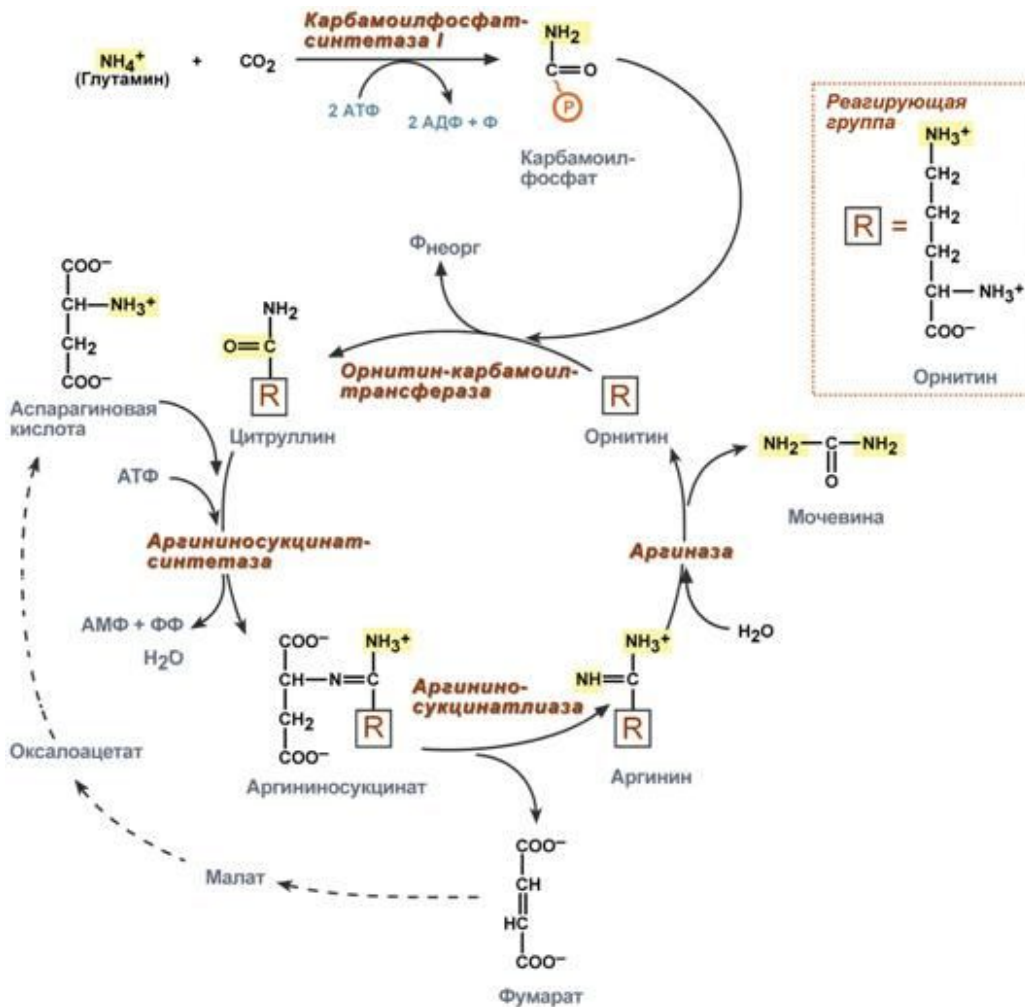 Карбамоилфосфат-
синтетаза I
NH4+
(Глутамин)
+
CO2
2 АТФ
2 АДФ + Ф
NH2
C=O
P
Карбамоил-
фосфат
Реагирующая
группа
NH3+
CH2
CH2
CH2
CH—NH3+
COO–
R =
Орнитин
Фнеорг
COO–
CH—NH3+
CH2
COO–
Аспарагиновая
кислота
NH2
O=C
R
Цитруллин
Орнитин-карбамоил-
трансфераза
R
Орнитин
NH2—C—NH2
O
Мочевина
АТФ
Аргининосукцинат-
синтетаза
Аргиназа
АМФ + ФФ
H2O
H2O
COO–
NH3+
CH—N=C
CH2
R
COO–
Аргининосукцинат
Аргинино-
сукцинатлиаза
NH3+
NH=C
R
Аргинин
Оксалоацетат
Малат
COO–
CH
HC
COO–
Фумарат